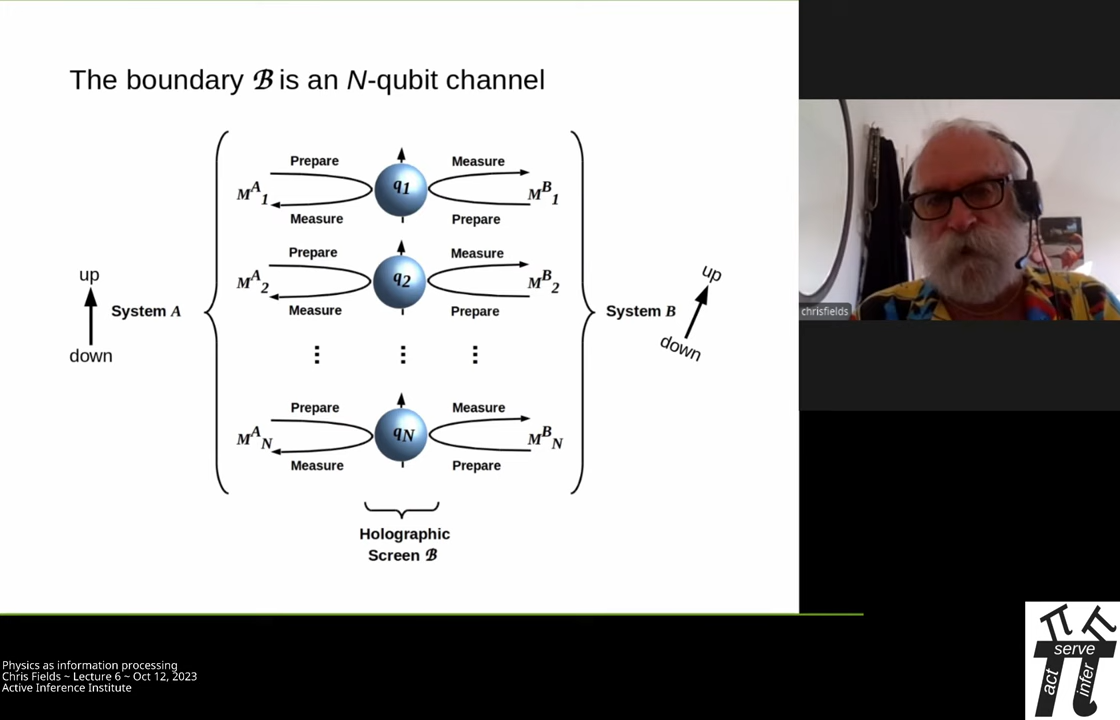 The boundary ℬ is an N-qubit channel
Prepare
Measure
M^A_1
q1
M^B_1
Measure
Prepare
Prepare
Measure
M^A_2
q2
M^B_2
Measure
Prepare
up
down
System A
System B
up
down
Prepare
Measure
M^A_N
qN
M^B_N
Measure
Prepare
Holographic
Screen ℬ
chrisfields
Physics as information processing
Chris Fields ~ Lecture 6 ~ Oct 12, 2023
Active Inference Institute
serve
act
infer